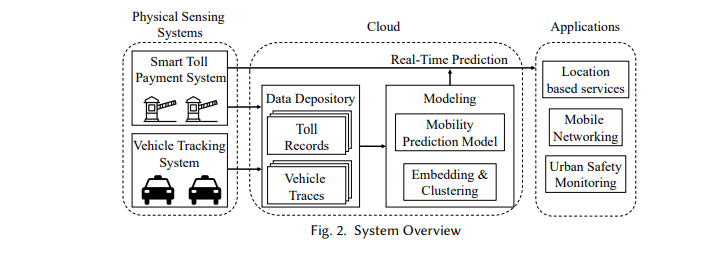 Physical Sensing
Systems
Cloud
Applications
Smart Toll
Payment System
Real-Time Prediction
Location
based services
Data Depository
Modeling
Toll
Records
Mobility
Prediction Model
Mobile
Networking
Vehicle Tracking
System
Vehicle
Traces
Embedding &
Clustering
Urban Safety
Monitoring
Fig. 2. System Overview